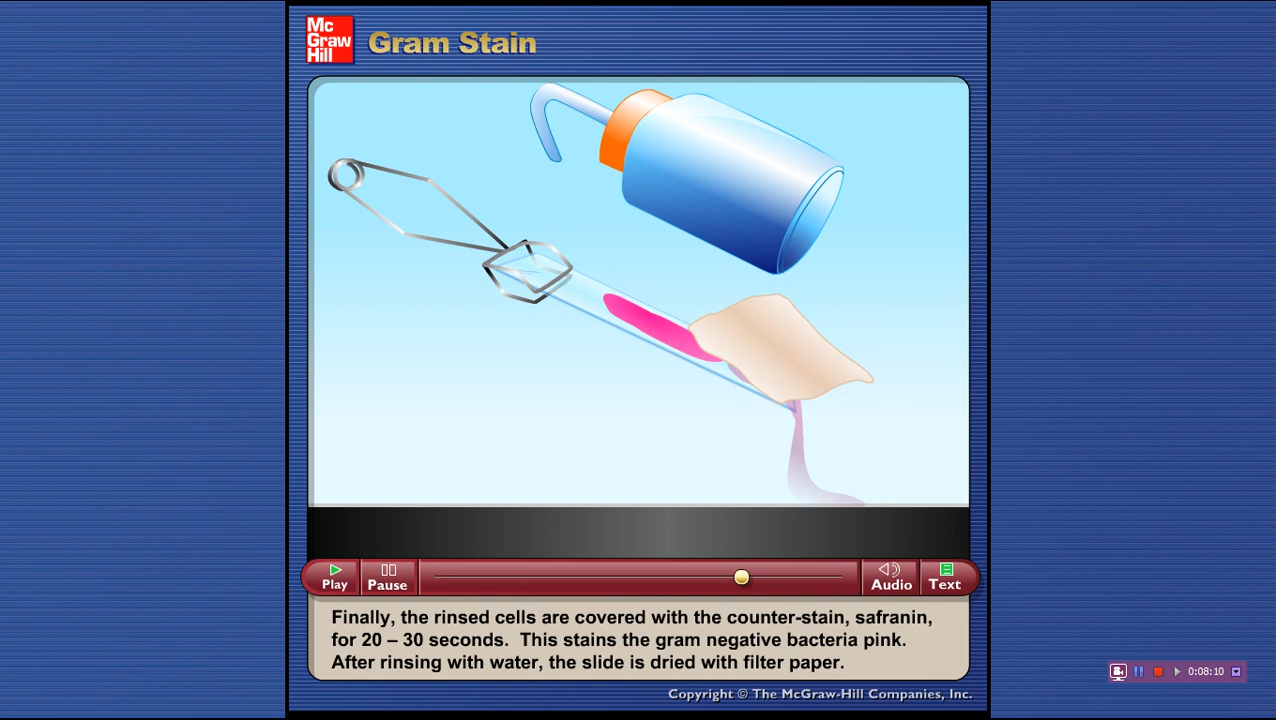 Mc
Graw
Hill
Gram Stain
Play
Pause
Audio
Text
Finally, the rinsed cells are covered with the counter-stain, safranin,
for 20 – 30 seconds.  This stains the gram negative bacteria pink.
After rinsing with water, the slide is dried with filter paper.
0:08:10
Copyright © The McGraw-Hill Companies, Inc.